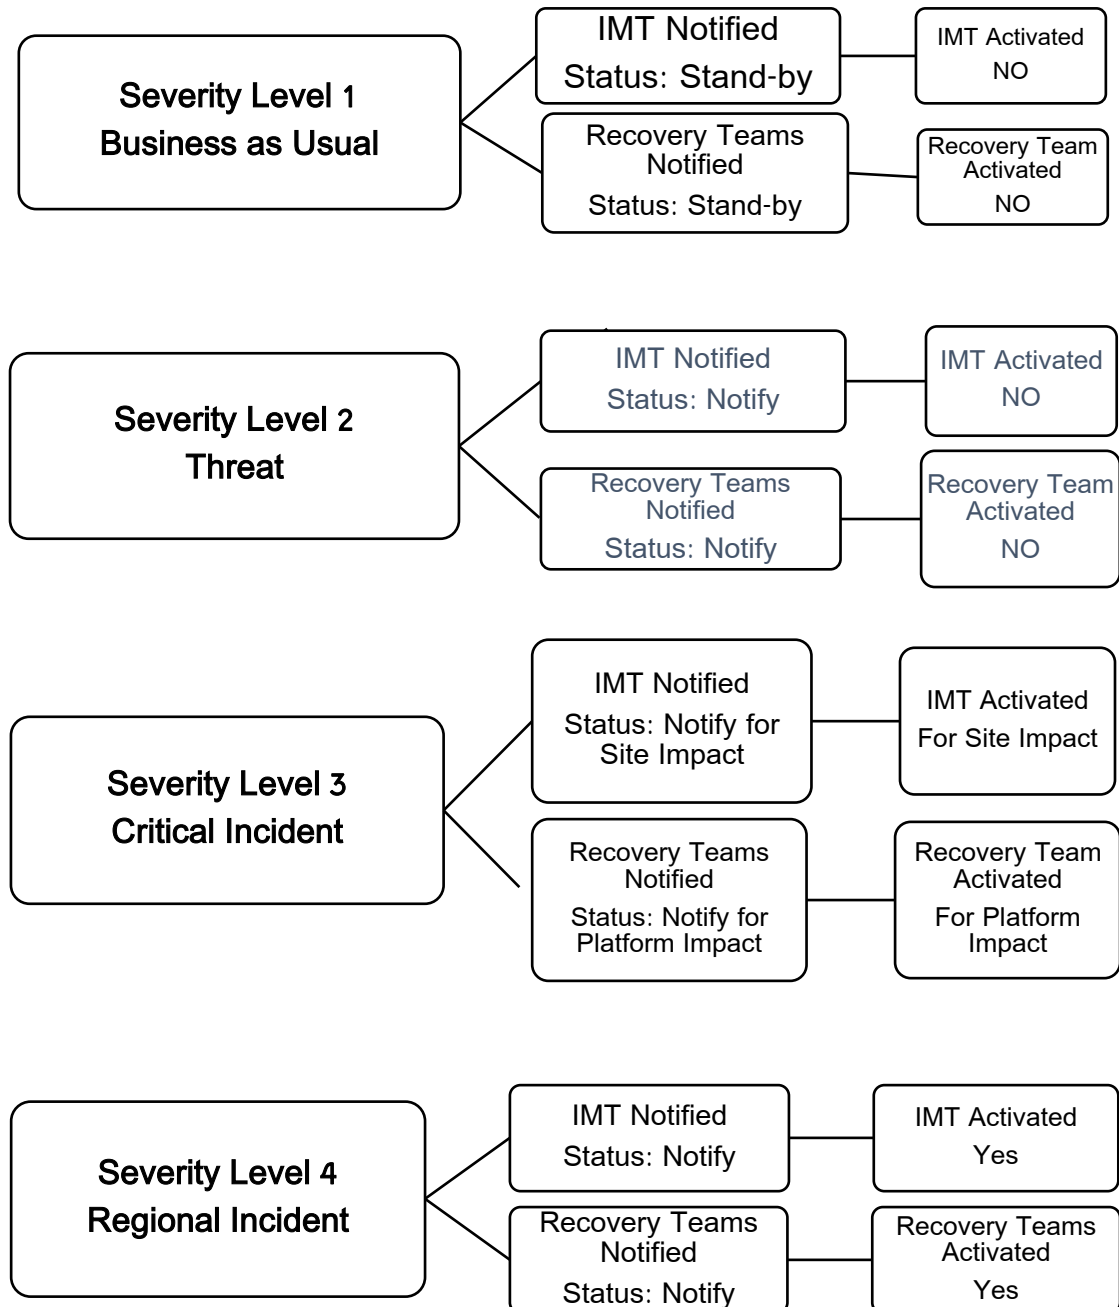 Severity Level 1
Business as Usual
IMT Notified
Status: Stand-by
IMT Activated
NO
Recovery Teams
Notified
Status: Stand-by
Recovery Team
Activated
NO
Severity Level 2
Threat
IMT Notified
Status: Notify
IMT Activated
NO
Recovery Teams
Notified
Status: Notify
Recovery Team
Activated
NO
Severity Level 3
Critical Incident
IMT Notified
Status: Notify for
Site Impact
IMT Activated
For Site Impact
Recovery Teams
Notified
Status: Notify for
Platform Impact
Recovery Team
Activated
For Platform
Impact
Severity Level 4
Regional Incident
IMT Notified
Status: Notify
IMT Activated
Yes
Recovery Teams
Notified
Status: Notify
Recovery Teams
Activated
Yes